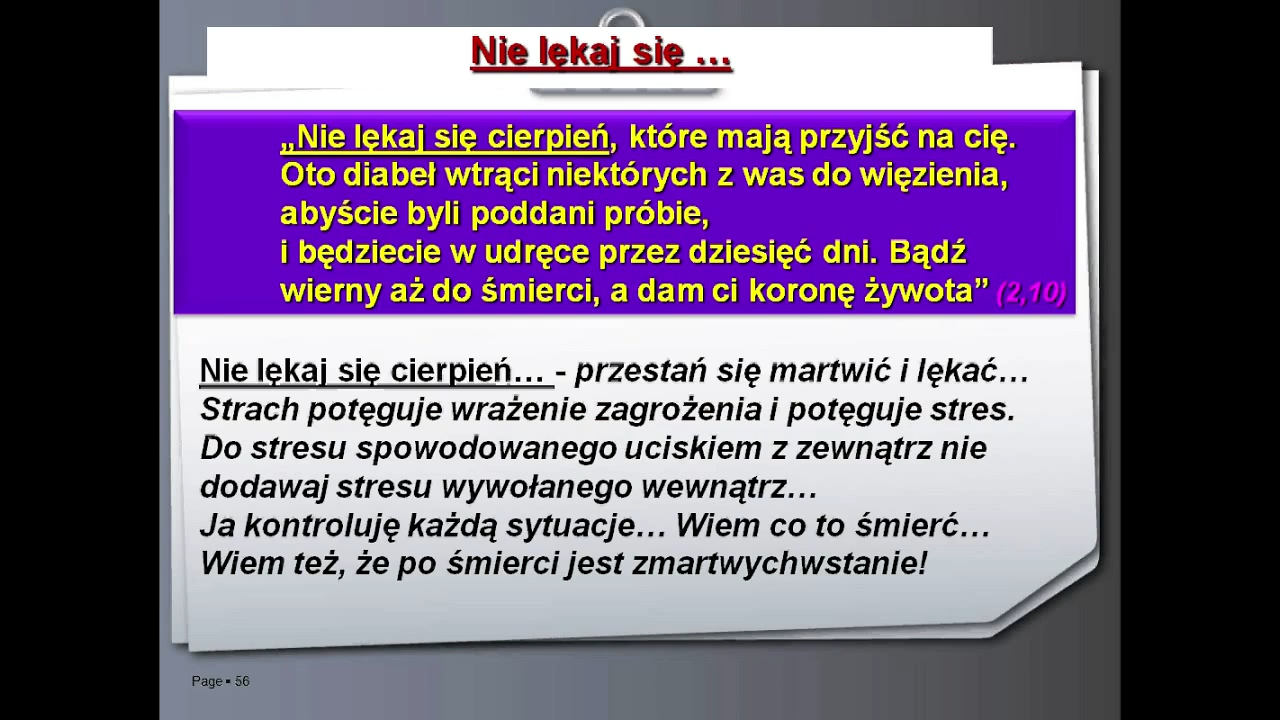 Nie lękaj się …
„Nie lękaj się cierpień, które mają przyjść na cię.
Oto diabeł wtrąci niektórych z was do więzienia,
abyście byli poddani próbie,
i będziecie w udręce przez dziesięć dni. Bądź
wierny aż do śmierci, a dam ci koronę żywota” (2,10)
Nie lękaj się cierpień… - przestań się martwić i lękać…
Strach potęguje wrażenie zagrożenia i potęguje stres.
Do stresu spowodowanego uciskiem z zewnątrz nie
dodawaj stresu wywołanego wewnątrz…
Ja kontroluję każdą sytuacje… Wiem co to śmierć…
Wiem też, że po śmierci jest zmartwychwstanie!
Page ▪ 56